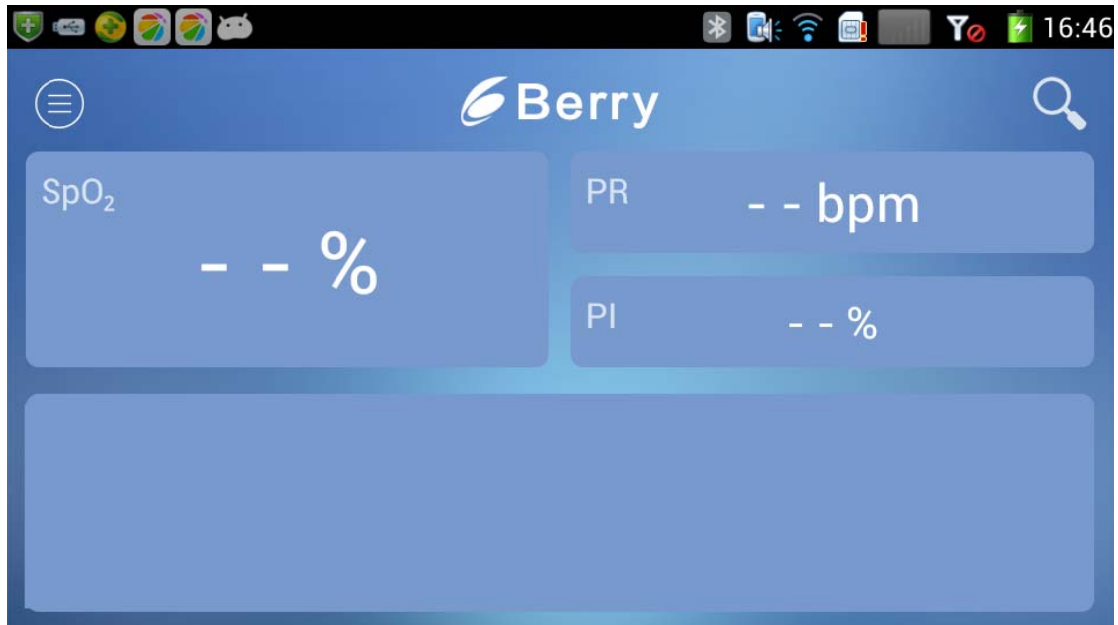 16:46
Berry
SpO₂
- - %
PR
- - bpm
PI
- - %